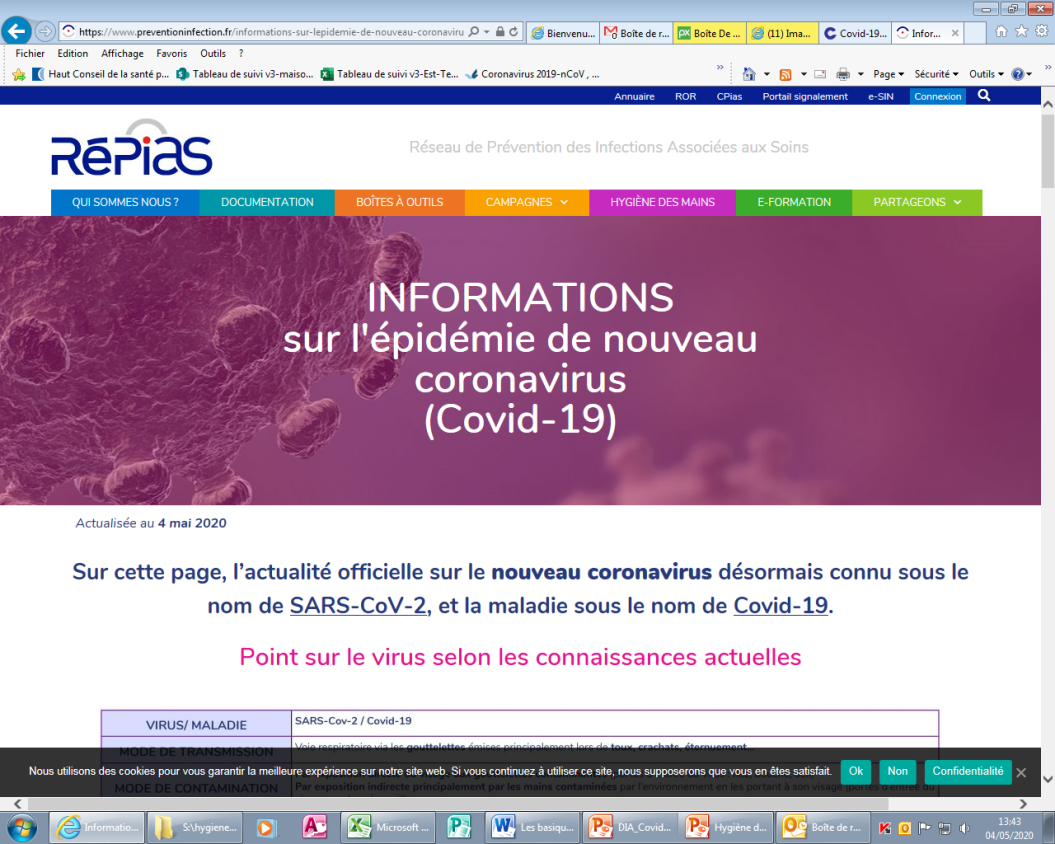 https://www.preventioninfection.fr/informations-sur-lepidemie-de-nouveau-coronaviru
Bienvenu...
Boîte de r...
Boite De ...
(11) Ima...
Covid-19...
Infor...
Fichier Edition Affichage Favoris Outils ?
Haut Conseil de la santé p...
Tableau de suivi v3-maiso...
Tableau de suivi v3-Est-Te...
Coronavirus 2019-nCoV , ...
Page
Sécurité
Outils
Annuaire ROR CPias Portail signalement e-SIN Connexion
RéPiaS
Réseau de Prévention des Infections Associées aux Soins
QUI SOMMES NOUS ? DOCUMENTATION BOÎTES À OUTILS CAMPAGNES HYGIÈNE DES MAINS E-FORMATION PARTAGEONS
INFORMATIONS
sur l'épidémie de nouveau
coronavirus
(Covid-19)
Actualisée au 4 mai 2020
Sur cette page, l'actualité officielle sur le nouveau coronavirus désormais connu sous le
nom de SARS-CoV-2, et la maladie sous le nom de Covid-19.
Point sur le virus selon les connaissances actuelles
VIRUS/ MALADIE
SARS-Cov-2 / Covid-19
MODE DE TRANSMISSION
Voie respiratoire via les gouttelettes émises principalement lors de toux, crachats, éternuement
Nous utilisons des cookies pour vous garantir la meilleure expérience sur notre site web. Si vous continuez à utiliser ce site, nous supposerons que vous en êtes satisfait. Ok Non Confidentialité
MODE DE CONTAMINATION
Par exposition indirecte principalement par les mains contaminées par l'environnement en les portant à son visage (portes d'entrée du
Informatio...
S:\hygiene...
Microsoft ...
Les basiqu...
DIA_Covid...
Hygiène d...
Boîte de r...
13:43
04/05/2020